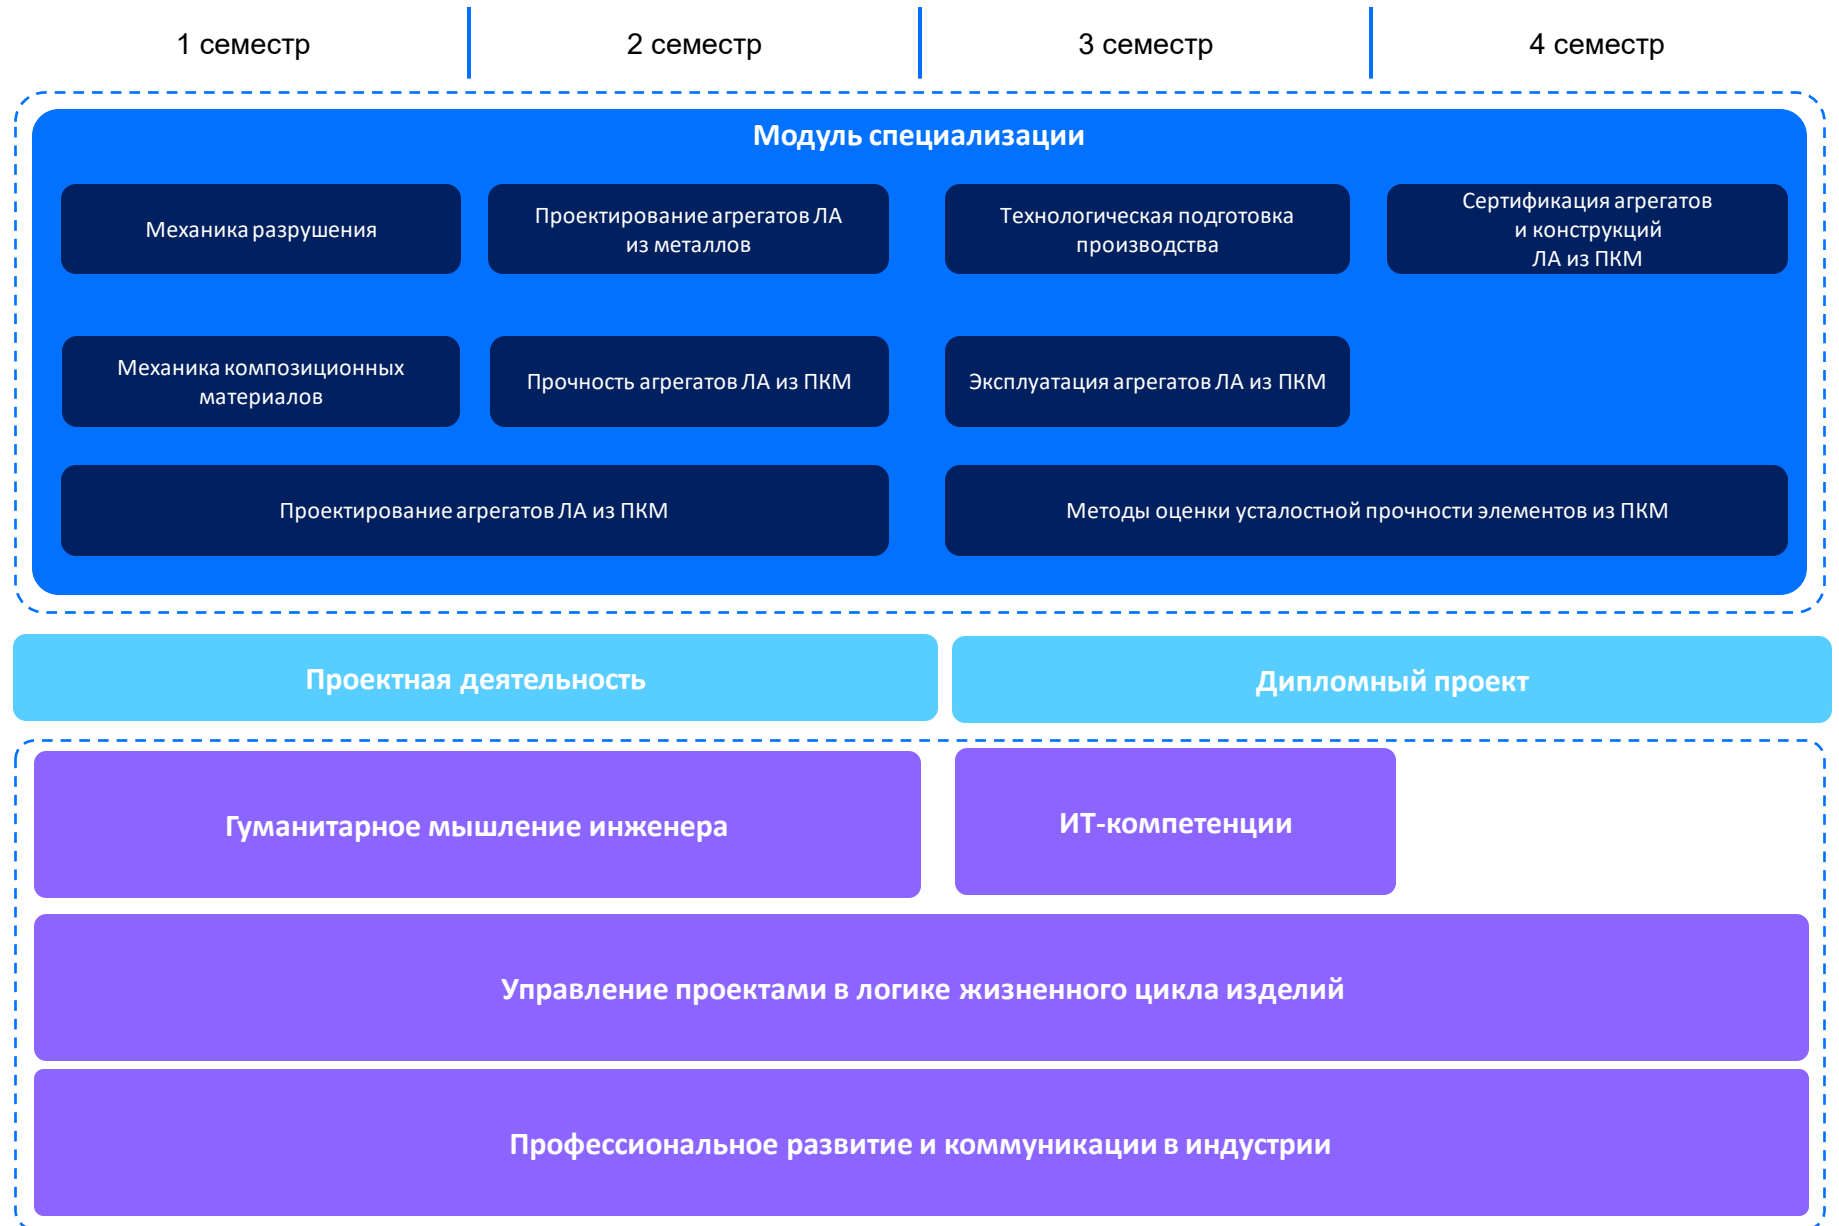 1 семестр
2 семестр
3 семестр
4 семестр
Модуль специализации
Механика разрушения
Проектирование агрегатов ЛА
из металлов
Технологическая подготовка
производства
Сертификация агрегатов
и конструкций
ЛА из ПКМ
Механика композиционных
материалов
Прочность агрегатов ЛА из ПКМ
Эксплуатация агрегатов ЛА из ПКМ
Проектирование агрегатов ЛА из ПКМ
Методы оценки усталостной прочности элементов из ПКМ
Проектная деятельность
Дипломный проект
Гуманитарное мышление инженера
ИТ-компетенции
Управление проектами в логике жизненного цикла изделий
Профессиональное развитие и коммуникации в индустрии